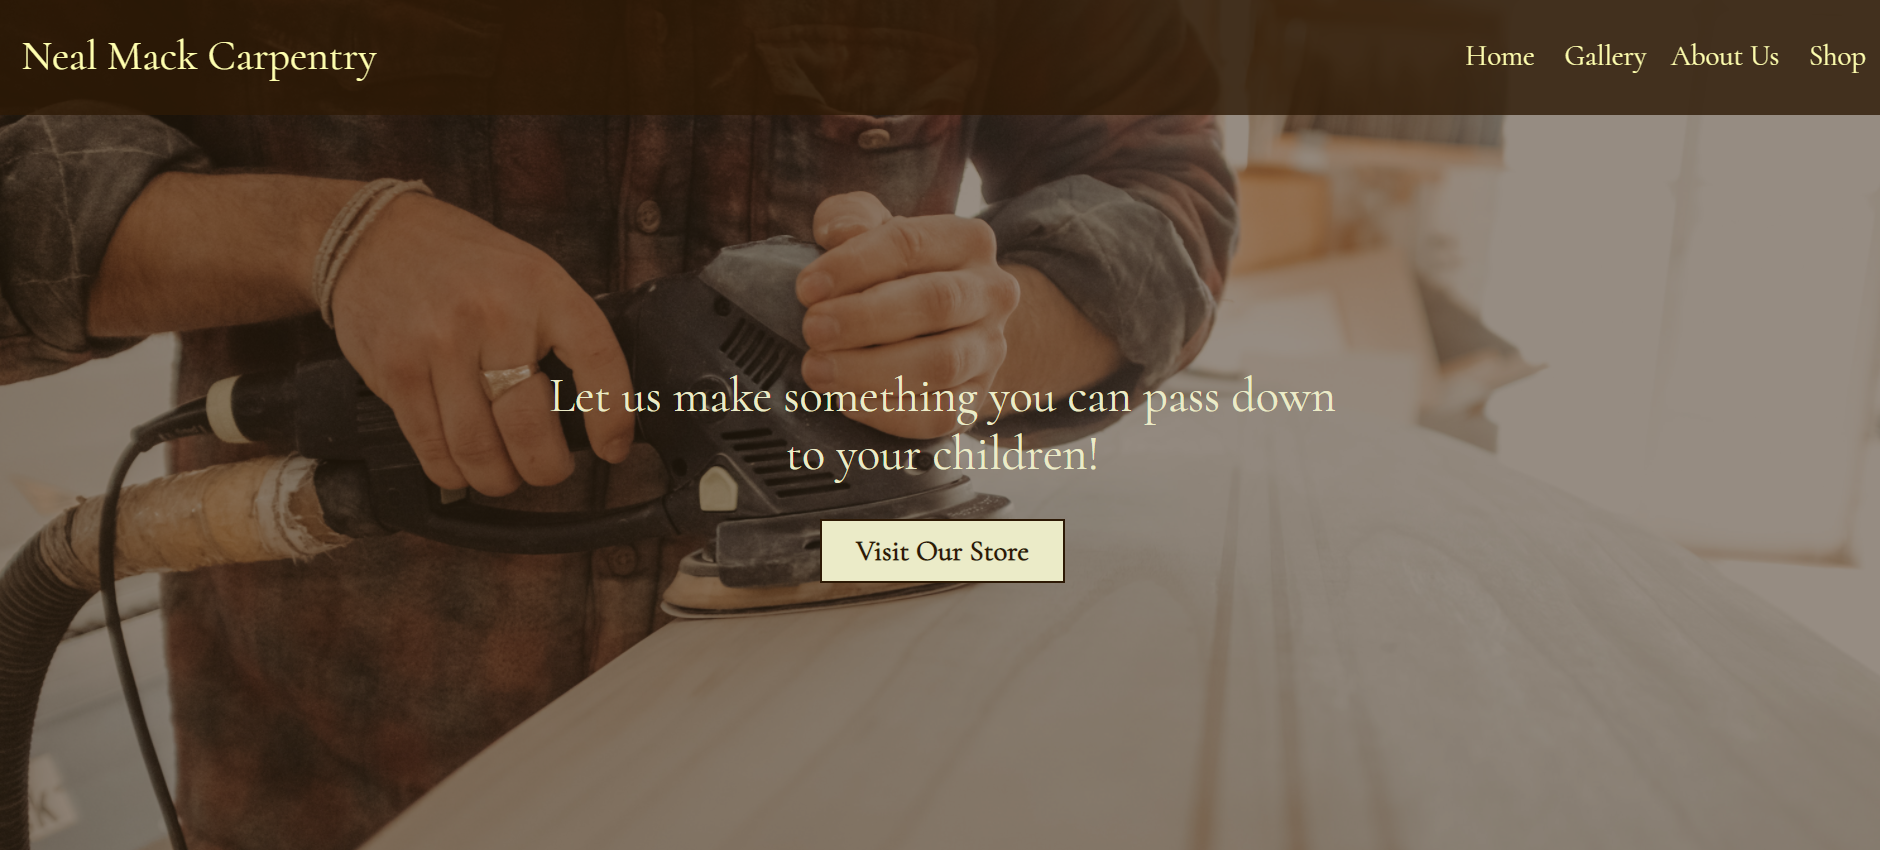 Neal Mack Carpentry
Home Gallery About Us Shop
Let us make something you can pass down
to your children!
Visit Our Store